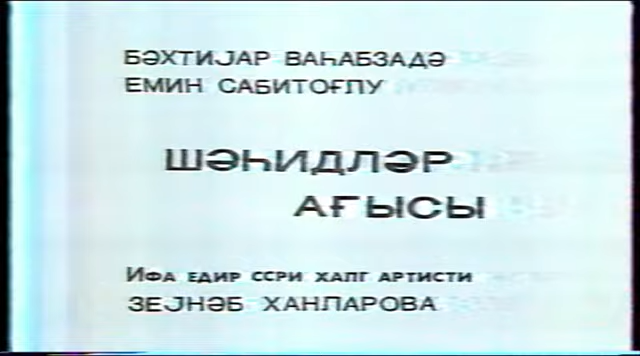 БӘХТИЈАР ВАҺАБЗАДӘ
ЕМИН САБИТОҒЛУ
ШӘҺИДЛӘР
АҒЫСЫ
ИФА ЕДИР ССРИ ХАЛГ АРТИСТИ
ЗЕЈНӘБ ХАНЛАРОВА